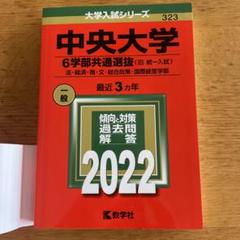 大学入試シリーズ
323
中央大学
6学部共通選抜(旧 統一入試)
法・経済・商・文・総合政策・国際経営学部
一般
最近3カ年
傾向と対策
過去問
解答
2022
教学社